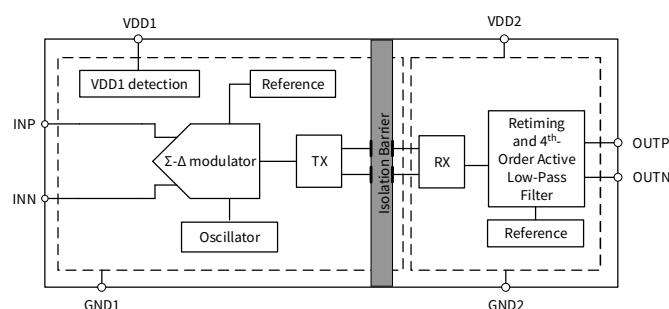 VDD1
VDD2
VDD1 detection
Reference
INP
Σ-Δ modulator
TX
Isolation Barrier
RX
Retiming
and 4th-
Order Active
Low-Pass
Filter
OUTP
OUTN
INN
Oscillator
Reference
GND1
GND2